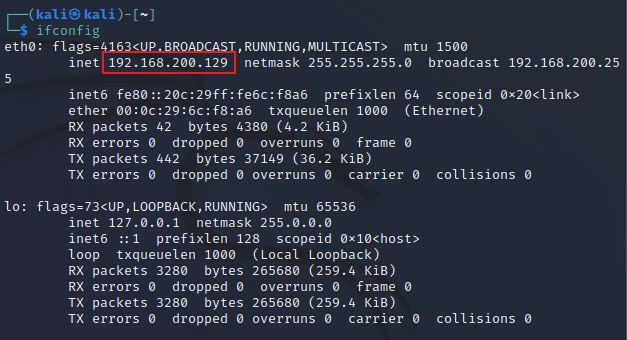 ┌──(kali㉿kali)-[~]
└─$ ifconfig
eth0: flags=4163<UP,BROADCAST,RUNNING,MULTICAST>  mtu 1500
        inet 192.168.200.129  netmask 255.255.255.0  broadcast 192.168.200.25
5
        inet6 fe80::20c:29ff:fe6c:f8a6  prefixlen 64  scopeid 0×20<link>
        ether 00:0c:29:6c:f8:a6  txqueuelen 1000  (Ethernet)
        RX packets 42  bytes 4380 (4.2 KiB)
        RX errors 0  dropped 0  overruns 0  frame 0
        TX packets 442  bytes 37149 (36.2 KiB)
        TX errors 0  dropped 0 overruns 0  carrier 0  collisions 0

lo: flags=73<UP,LOOPBACK,RUNNING>  mtu 65536
        inet 127.0.0.1  netmask 255.0.0.0
        inet6 ::1  prefixlen 128  scopeid 0×10<host>
        loop  txqueuelen 1000  (Local Loopback)
        RX packets 3280  bytes 265680 (259.4 KiB)
        RX errors 0  dropped 0  overruns 0  frame 0
        TX packets 3280  bytes 265680 (259.4 KiB)
        TX errors 0  dropped 0 overruns 0  carrier 0  collisions 0